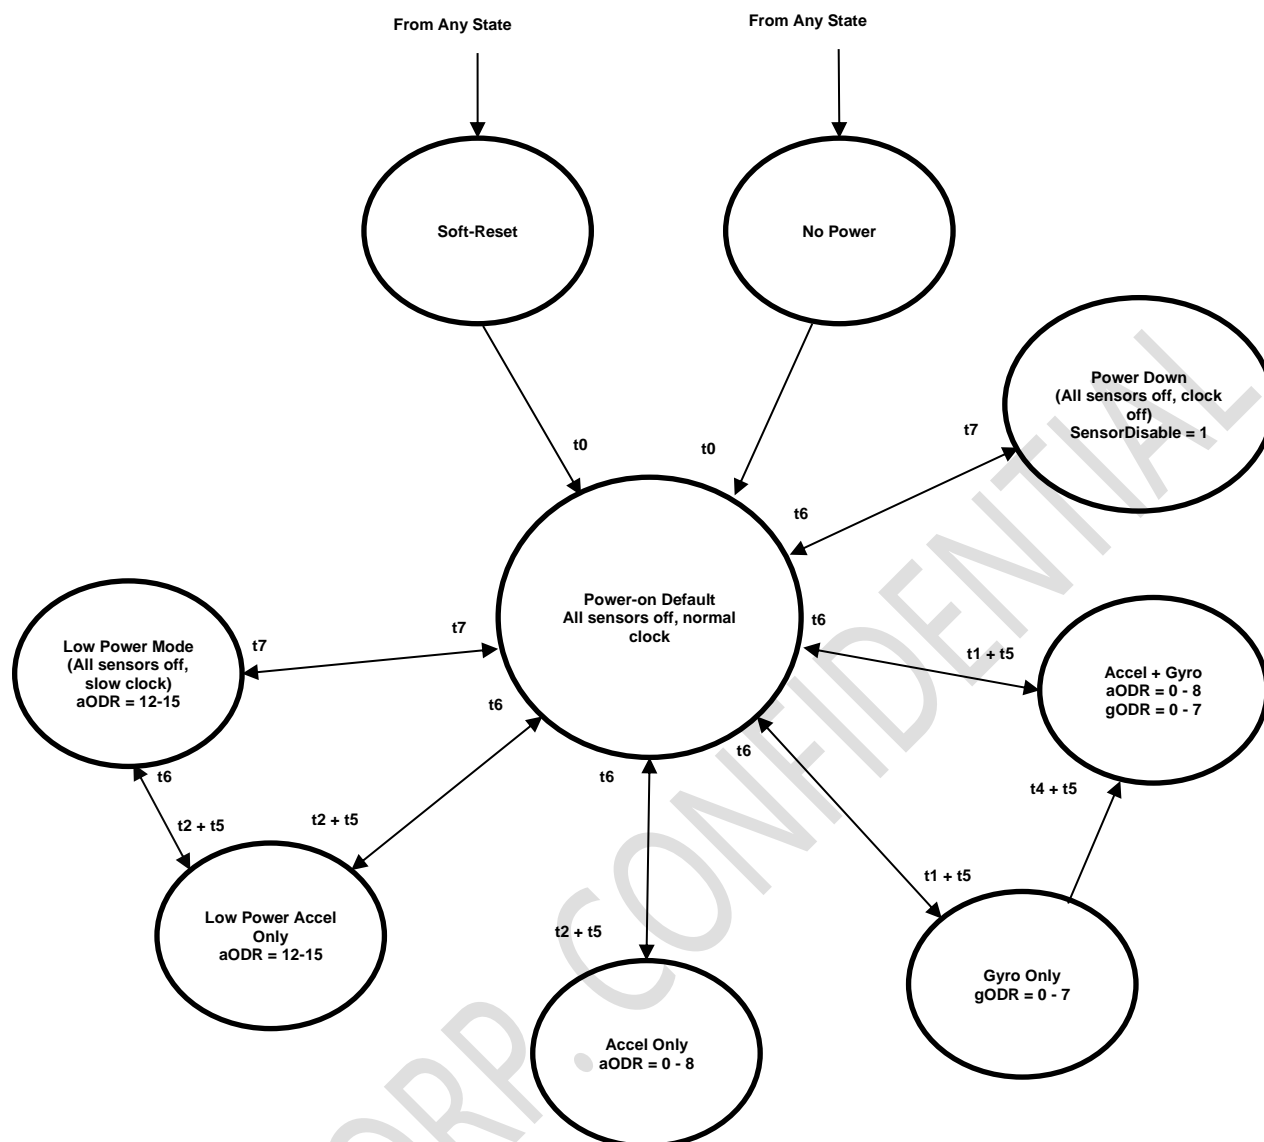 From Any State
From Any State
Soft-Reset
No Power
Power Down
(All sensors off, clock
off)
SensorDisable = 1
t0
t0
t7
t6
Power-on Default
All sensors off, normal
clock
t6
t1 + t5
Accel + Gyro
aODR = 0 - 8
gODR = 0 - 7
Low Power Mode
(All sensors off,
slow clock)
aODR = 12-15
t7
t7
t6
t6
t6
t6
t2 + t5
t2 + t5
t4 + t5
t1 + t5
Low Power Accel
Only
aODR = 12-15
t2 + t5
Gyro Only
gODR = 0 - 7
Accel Only
aODR = 0 - 8
RP. CONFIDENTIAL